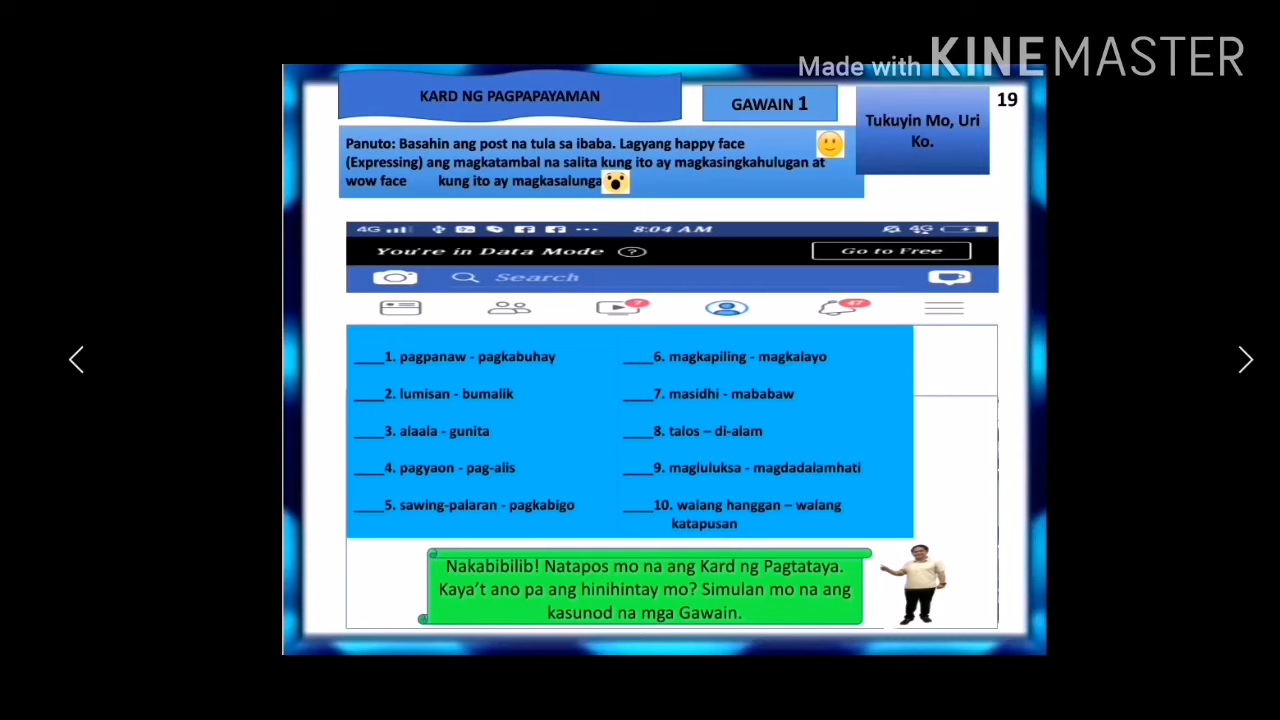 Made with KINEMASTER
KARD NG PAGPAPAYAMAN
GAWAIN 1
Tukuyin Mo, Uri
Ko.
19
Panuto: Basahin ang post na tula sa ibaba. Lagyang happy face
(Expressing) ang magkatambal na salita kung ito ay magkasingkahulugan at
wow face kung ito ay magkasalunga
4G 8:04 AM 4G
You're in Data Mode ? Go to Free
Search
7 47
____1. pagpanaw - pagkabuhay
____2. lumisan - bumalik
____3. alaala - gunita
____4. pagyaon - pag-alis
____5. sawing-palaran - pagkabigo
____6. magkapiling - magkalayo
____7. masidhi - mababaw
____8. talos – di-alam
____9. magluluksa - magdadalamhati
____10. walang hanggan – walang
katapusan
Nakabibilib! Natapos mo na ang Kard ng Pagtataya.
Kaya't ano pa ang hinihintay mo? Simulan mo na ang
kasunod na mga Gawain.